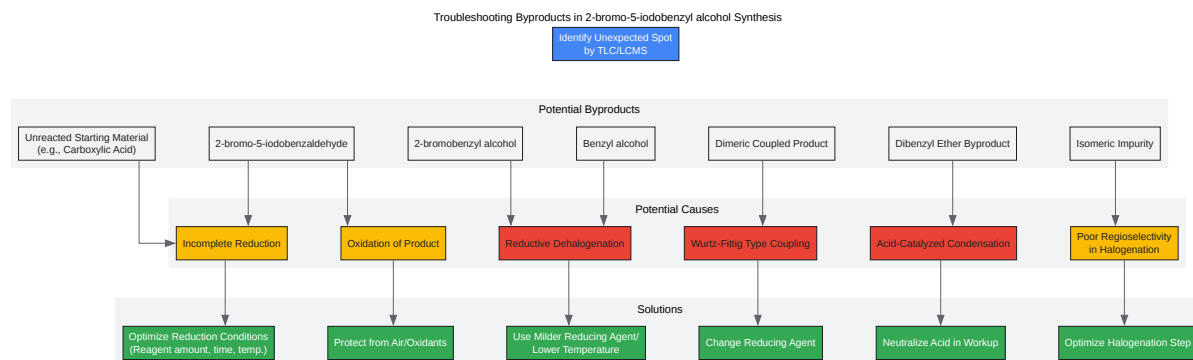 Troubleshooting Byproducts in 2-bromo-5-iodobenzyl alcohol Synthesis
Identify Unexpected Spot
by TLC/LCMS
Potential Byproducts
Unreacted Starting Material
(e.g., Carboxylic Acid)
2-bromo-5-iodobenzaldehyde
2-bromobenzyl alcohol
Benzyl alcohol
Dimeric Coupled Product
Dibenzyl Ether Byproduct
Isomeric Impurity
Potential Causes
Incomplete Reduction
Oxidation of Product
Reductive Dehalogenation
Wurtz-Fittig Type Coupling
Acid-Catalyzed Condensation
Poor Regioselectivity
in Halogenation
Solutions
Optimize Reduction Conditions
(Reagent amount, time, temp.)
Protect from Air/Oxidants
Use Milder Reducing Agent/
Lower Temperature
Change Reducing Agent
Neutralize Acid in Workup
Optimize Halogenation Step